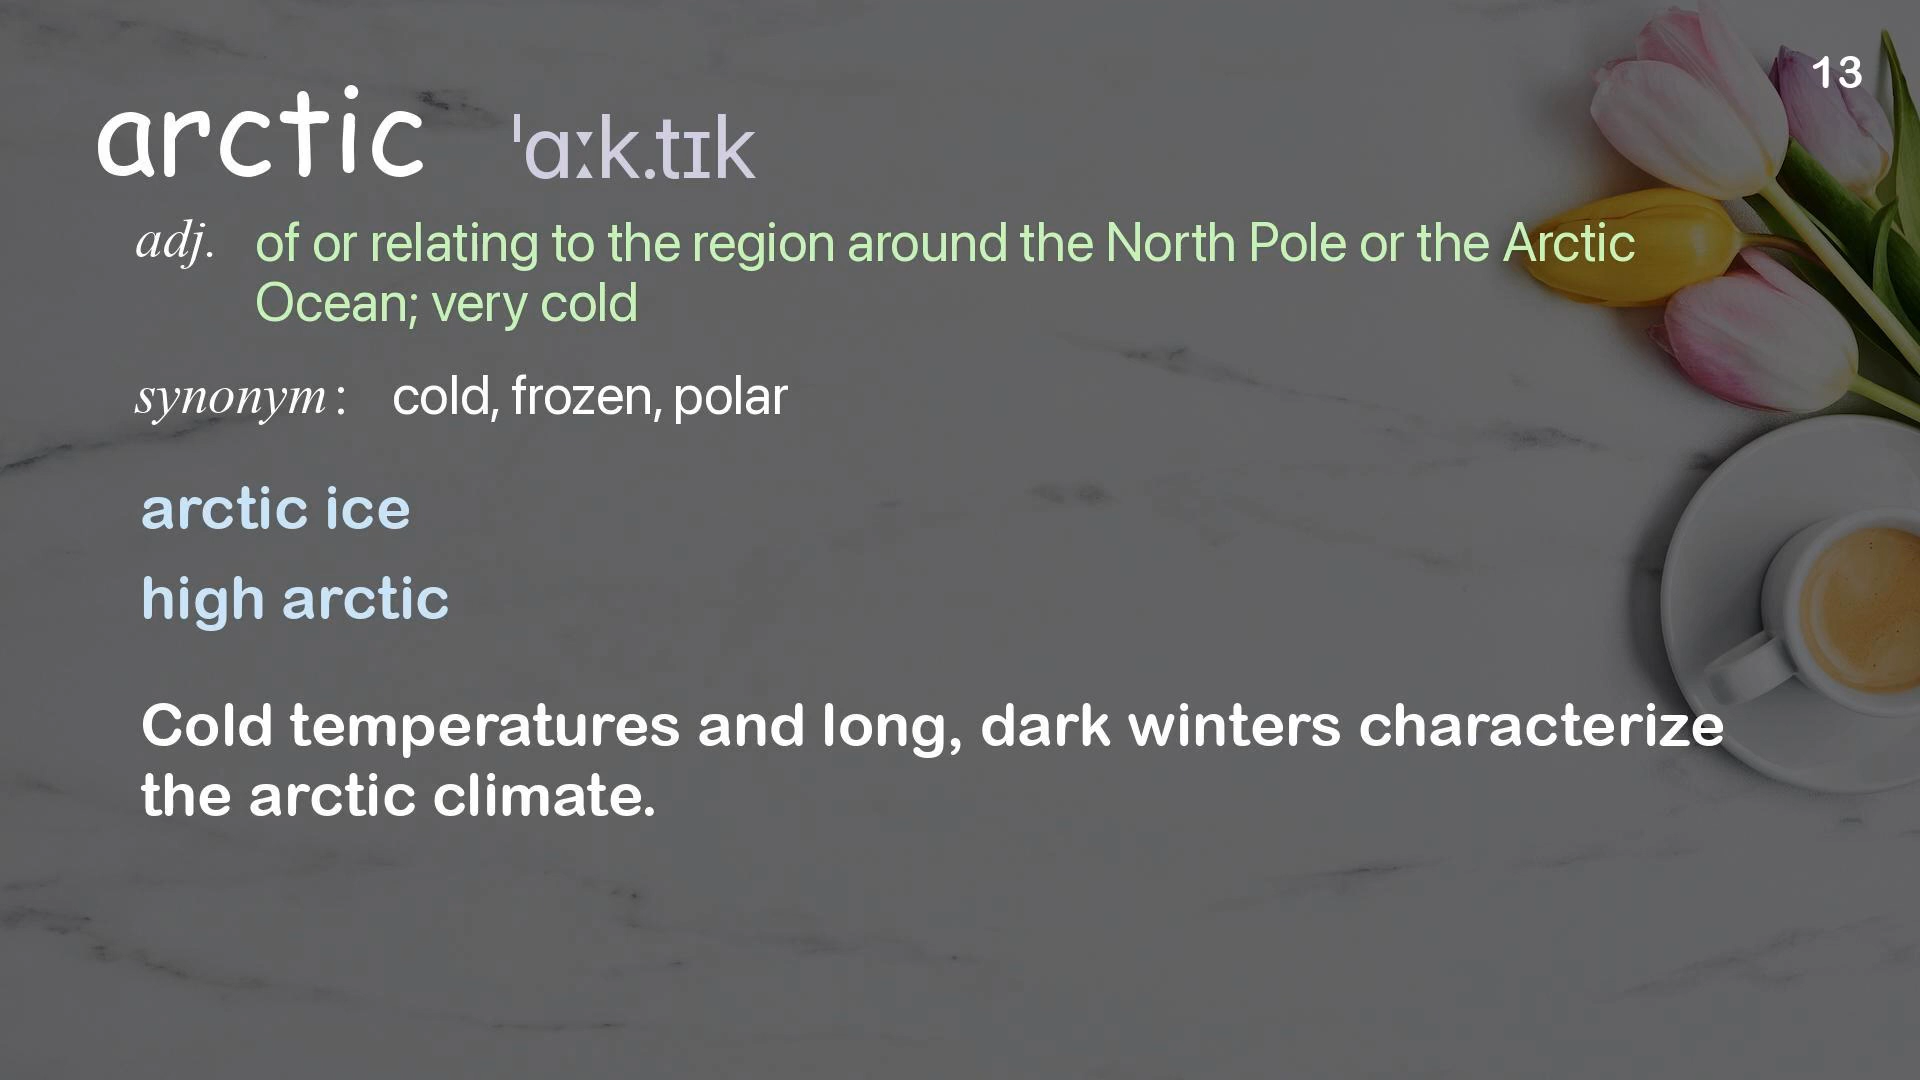 13
arctic ˈɑːk.tɪk
adj. of or relating to the region around the North Pole or the Arctic
Ocean; very cold
synonym: cold, frozen, polar
arctic ice
high arctic
Cold temperatures and long, dark winters characterize
the arctic climate.